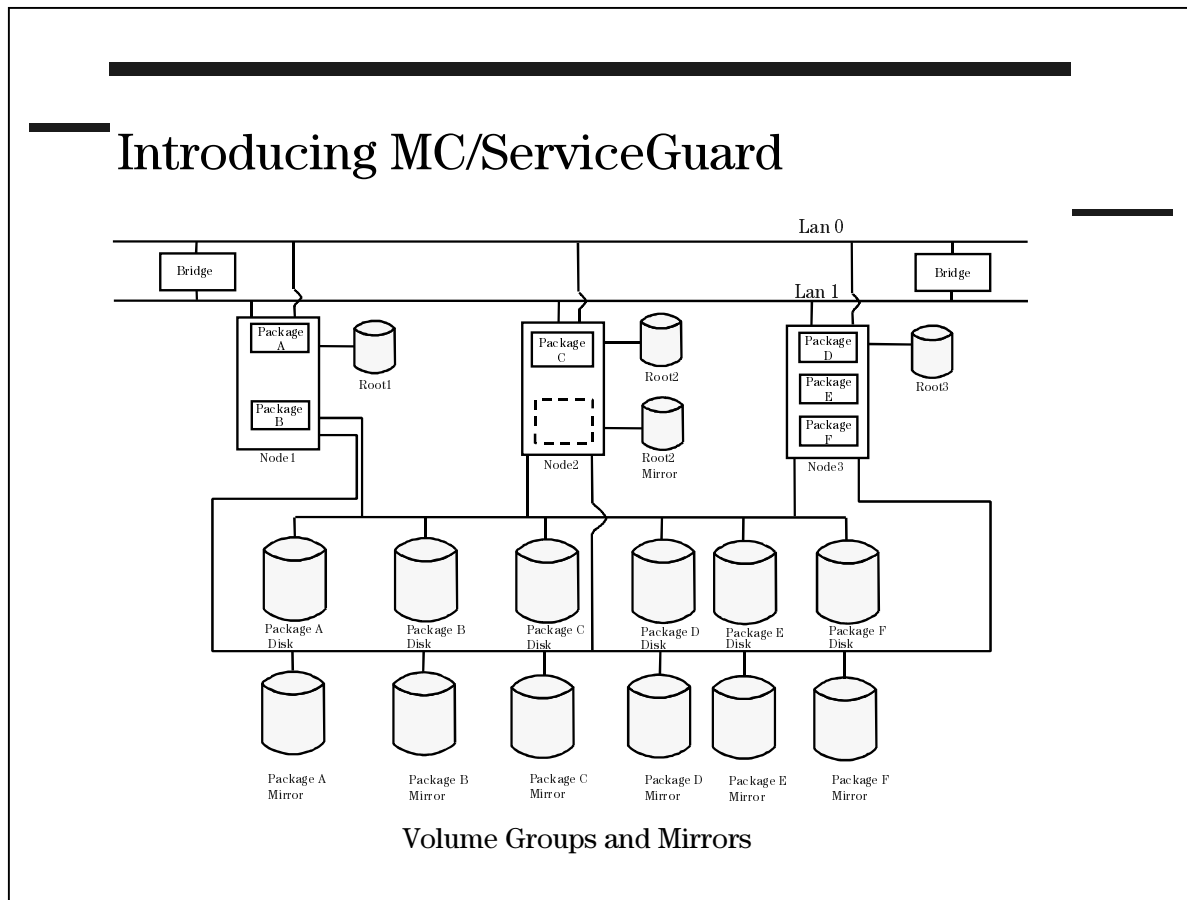 Introducing MC/ServiceGuard
Lan 0
Bridge
Bridge
Lan 1
Package
A
Root1
Package
B
Node1
Package
C
Root2
Node2
Root2
Mirror
Package
D
Package
E
Package
F
Root3
Node3
Package A
Disk
Package B
Disk
Package C
Disk
Package D
Disk
Package E
Disk
Package F
Disk
Package A
Mirror
Package B
Mirror
Package C
Mirror
Package D
Mirror
Package E
Mirror
Package F
Mirror
Volume Groups and Mirrors